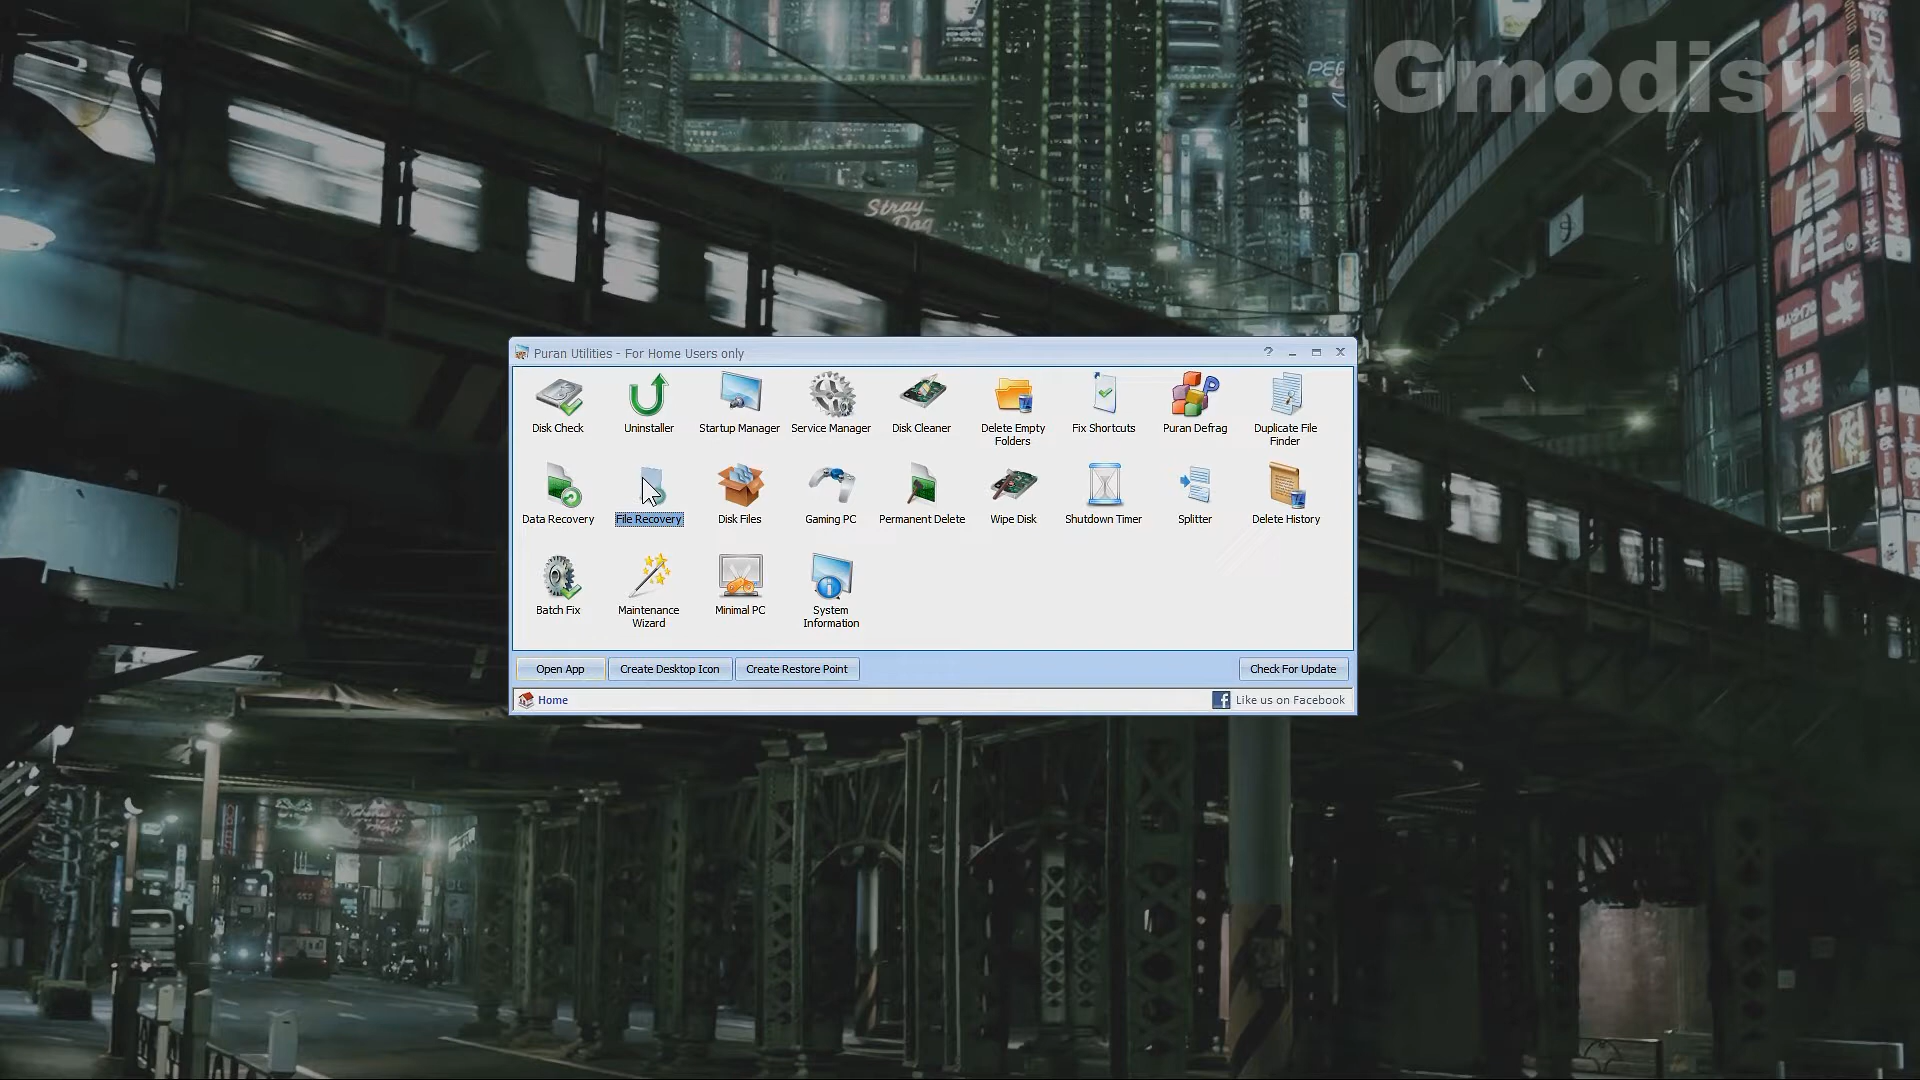 Gmodism
Stray
Dog
Puran Utilities - For Home Users only
Disk Check
Uninstaller
Startup Manager
Service Manager
Disk Cleaner
Delete Empty
Folders
Fix Shortcuts
Puran Defrag
Duplicate File
Finder
Data Recovery
File Recovery
Disk Files
Gaming PC
Permanent Delete
Wipe Disk
Shutdown Timer
Splitter
Delete History
Batch Fix
Maintenance
Wizard
Minimal PC
System
Information
Open App
Create Desktop Icon
Create Restore Point
Check For Update
Home
Like us on Facebook